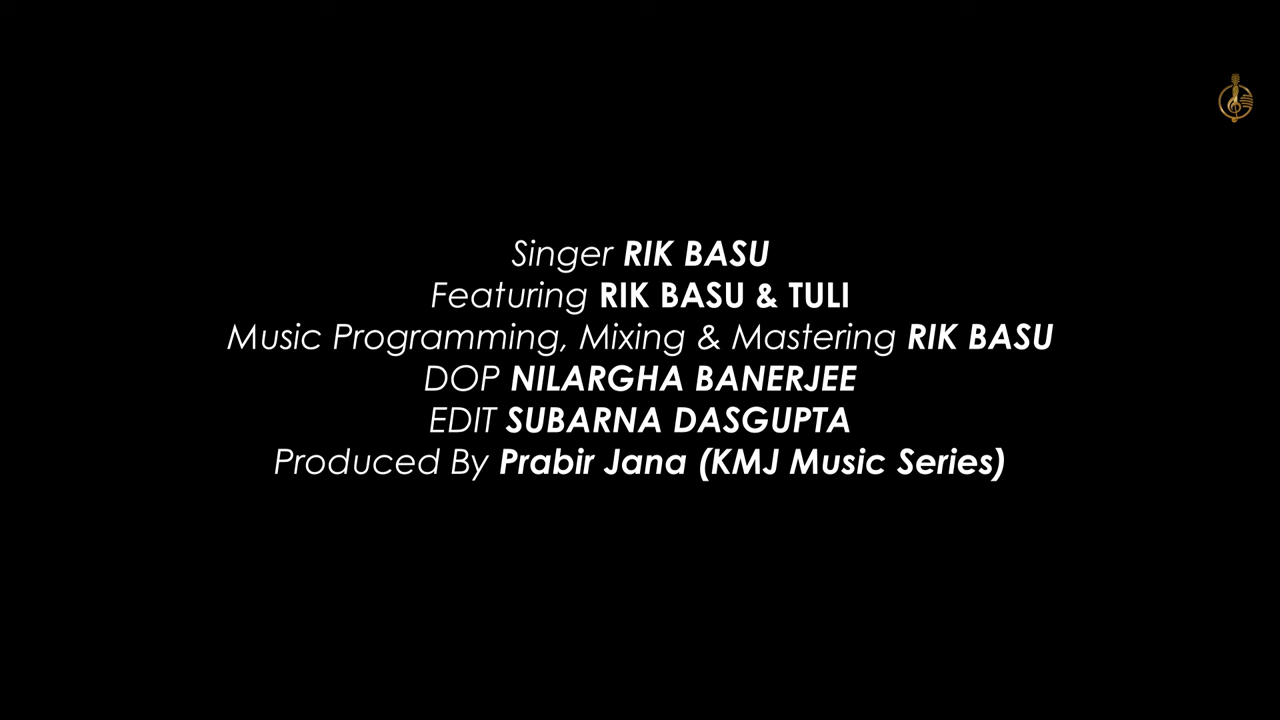 Singer RIK BASU
Featuring RIK BASU & TULI
Music Programming, Mixing & Mastering RIK BASU
DOP NILARGHA BANERJEE
EDIT SUBARNA DASGUPTA
Produced By Prabir Jana (KMJ Music Series)